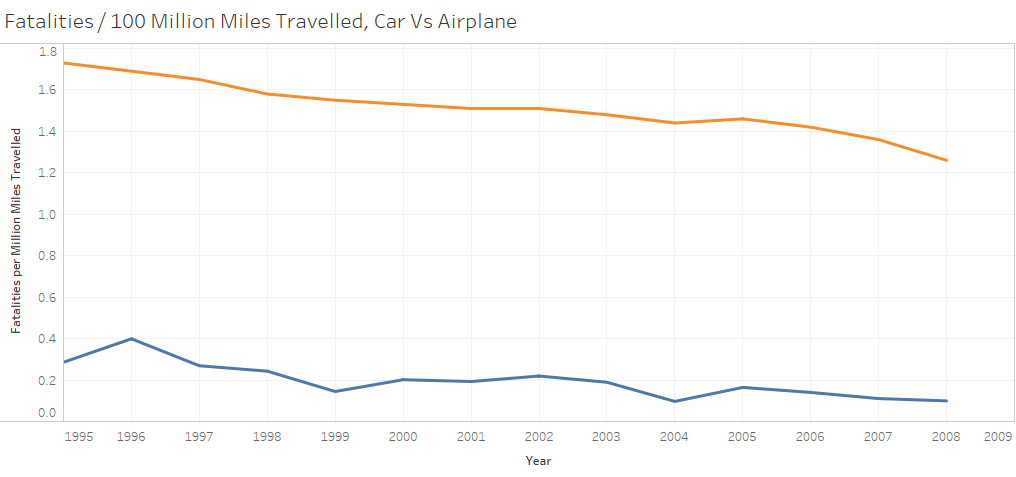 Fatalities / 100 Million Miles Travelled, Car Vs Airplane
Fatalities per Million Miles Travelled
1.8
1.6
1.4
1.2
1.0
0.8
0.6
0.4
0.2
0.0
1995 1996 1997 1998 1999 2000 2001 2002 2003 2004 2005 2006 2007 2008 2009
Year